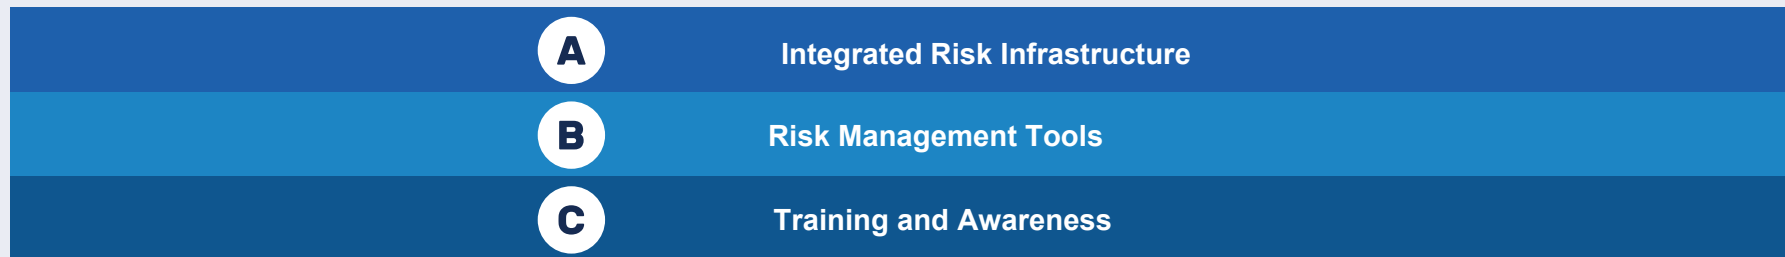 A Integrated Risk Infrastructure
B Risk Management Tools
C Training and Awareness